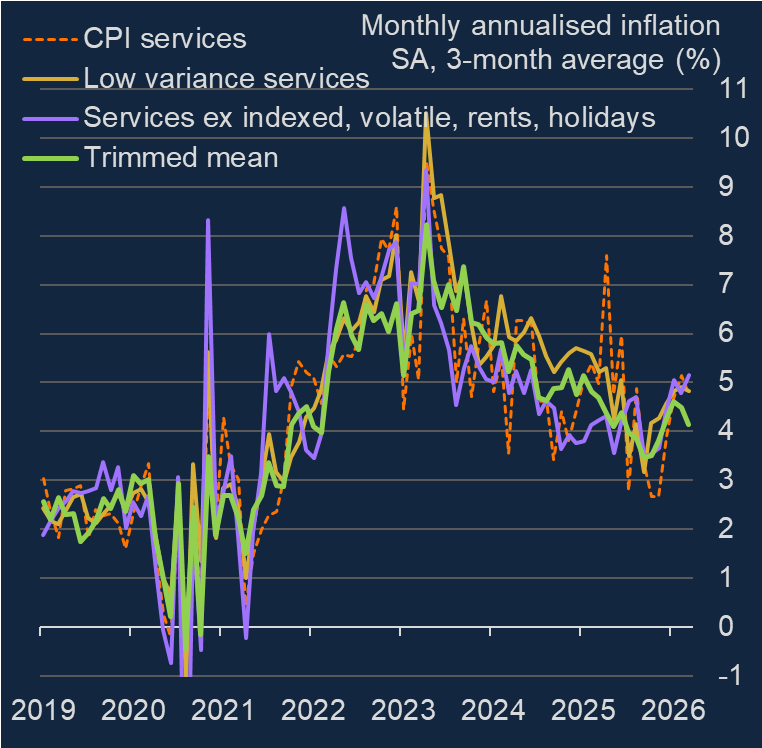 Monthly annualised inflation
SA, 3-month average (%)
CPI services
Low variance services
Services ex indexed, volatile, rents, holidays
Trimmed mean
11
10
9
8
7
6
5
4
3
2
1
0
-1
2019 2020 2021 2022 2023 2024 2025 2026